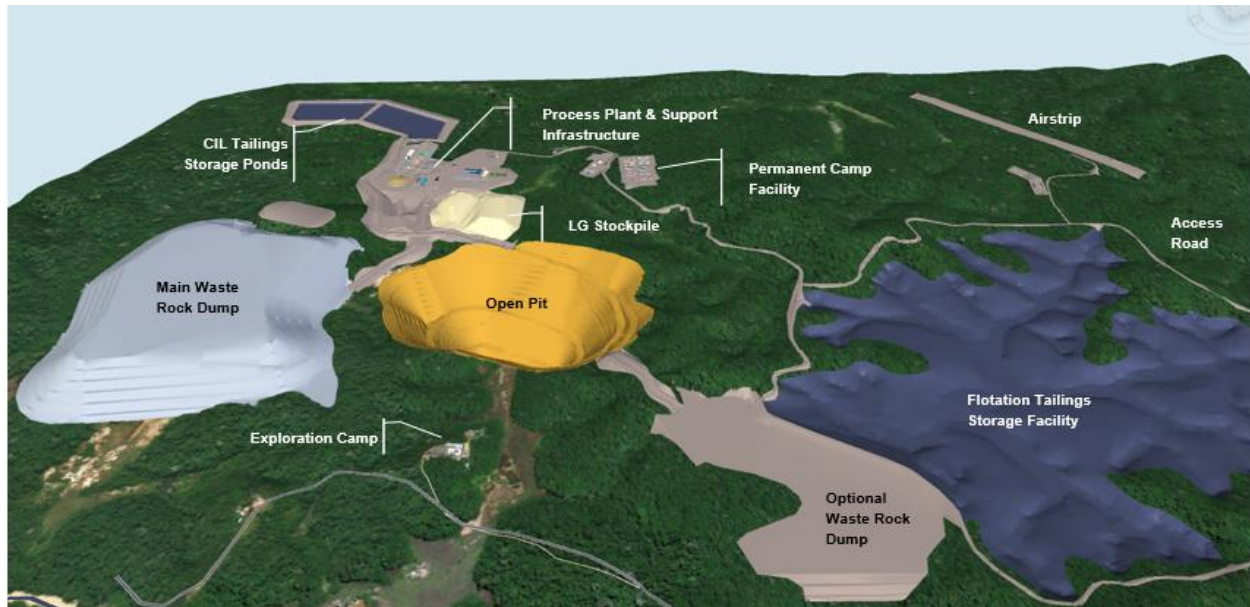 CIL Tailings
Storage Ponds
Process Plant & Support
Infrastructure
Airstrip
Permanent Camp
Facility
LG Stockpile
Access
Road
Main Waste
Rock Dump
Open Pit
Flotation Tailings
Storage Facility
Exploration Camp
Optional
Waste Rock
Dump